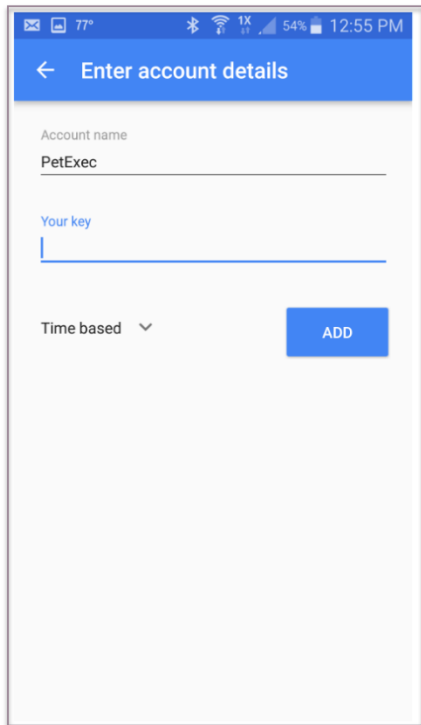 77° 1X 54% 12:55 PM
Enter account details
Account name
PetExec
Your key
Time based ADD